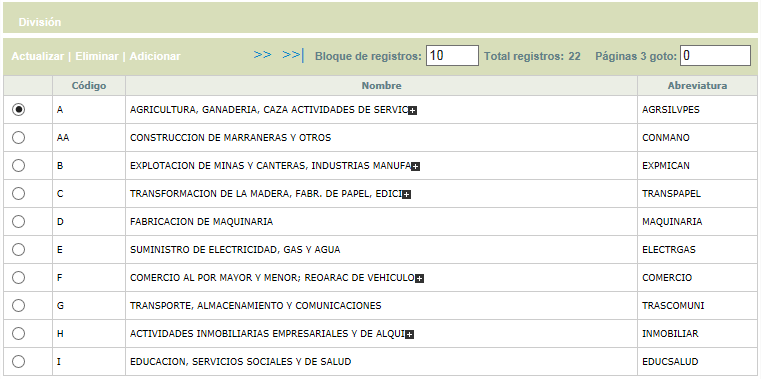 División
Actualizar | Eliminar | Adicionar >> >>| Bloque de registros: 10 Total registros: 22 Páginas 3 goto: 0
Código Nombre Abreviatura
A AGRICULTURA, GANADERIA, CAZA ACTIVIDADES DE SERVIC AGRSILVPES
AA CONSTRUCCION DE MARRANERAS Y OTROS CONMANO
B EXPLOTACION DE MINAS Y CANTERAS, INDUSTRIAS MANUFA EXPMICAN
C TRANSFORMACION DE LA MADERA, FABR. DE PAPEL, EDICI TRANSPAPEL
D FABRICACION DE MAQUINARIA MAQUINARIA
E SUMINISTRO DE ELECTRICIDAD, GAS Y AGUA ELECTRGAS
F COMERCIO AL POR MAYOR Y MENOR; REOARAC DE VEHICULO COMERCIO
G TRANSPORTE, ALMACENAMIENTO Y COMUNICACIONES TRASCOMUNI
H ACTIVIDADES INMOBILIARIAS EMPRESARIALES Y DE ALQUI INMOBILIAR
I EDUCACION, SERVICIOS SOCIALES Y DE SALUD EDUCSALUD